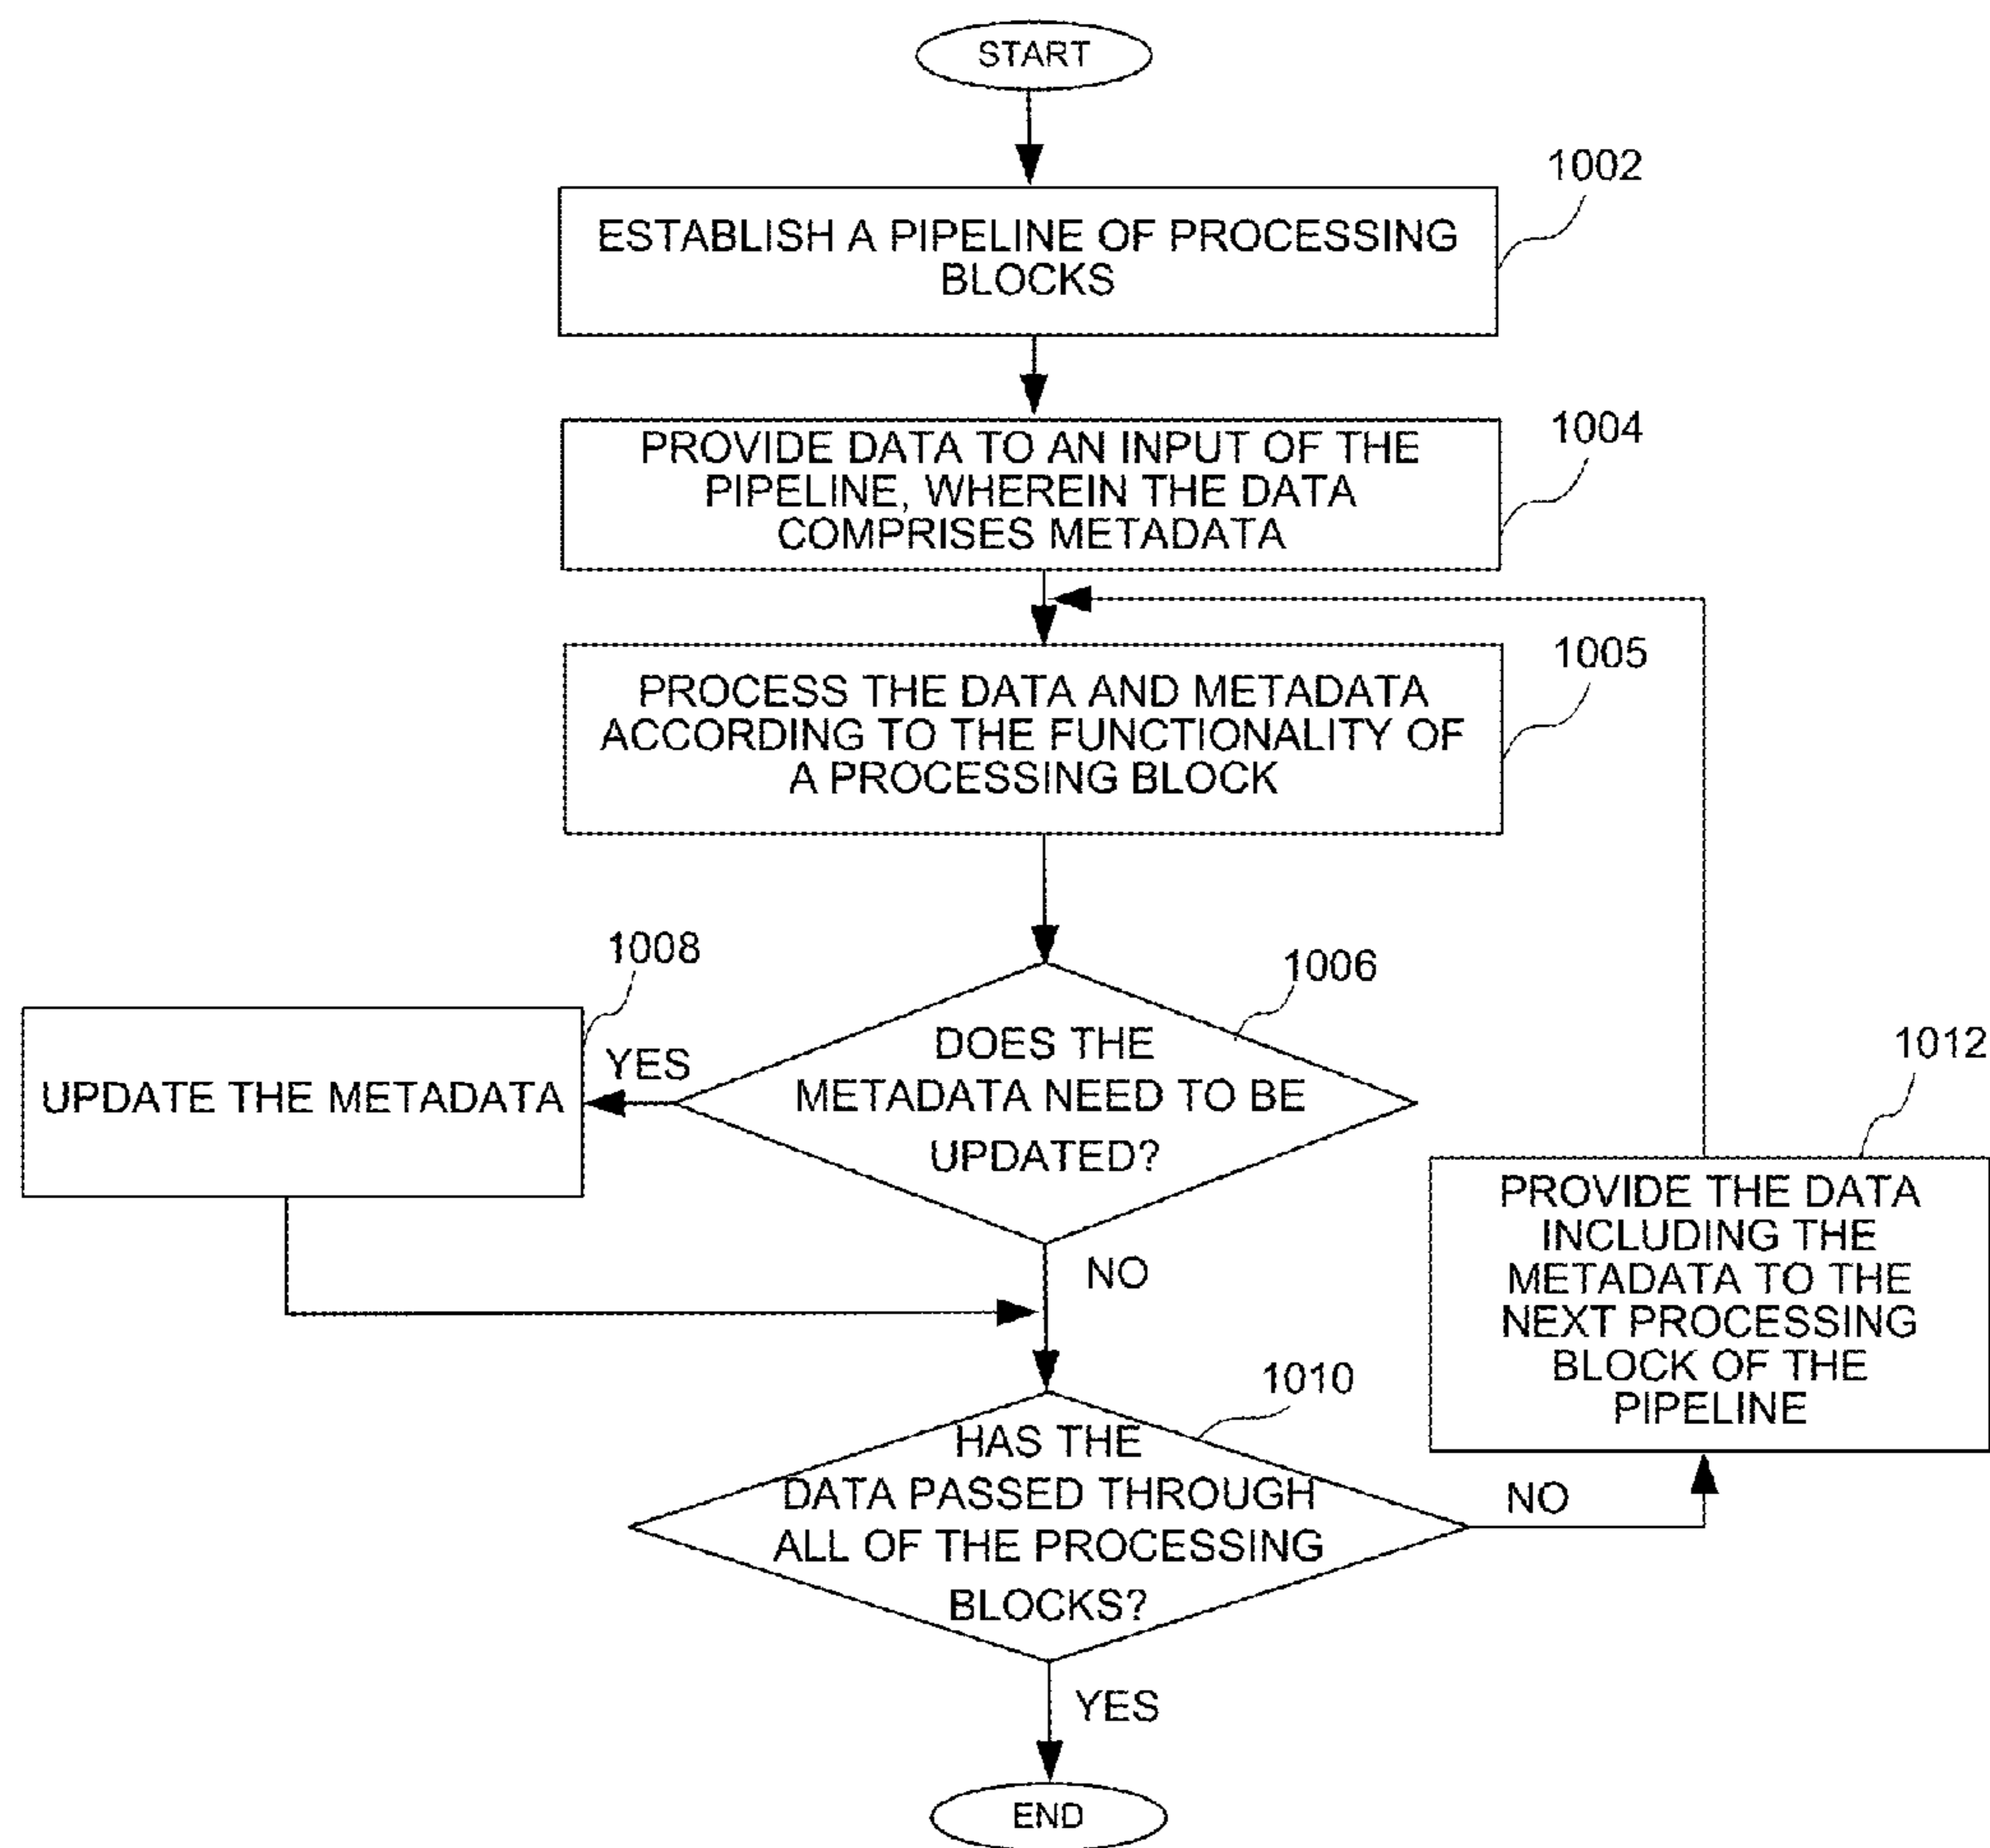 START
1002
ESTABLISH A PIPELINE OF PROCESSING
BLOCKS
1004
PROVIDE DATA TO AN INPUT OF THE
PIPELINE, WHEREIN THE DATA
COMPRISES METADATA
1005
PROCESS THE DATA AND METADATA
ACCORDING TO THE FUNCTIONALITY OF
A PROCESSING BLOCK
1006
DOES THE
METADATA NEED TO BE
UPDATED?
YES
1008
UPDATE THE METADATA
NO
1010
HAS THE
DATA PASSED THROUGH
ALL OF THE PROCESSING
BLOCKS?
NO
1012
PROVIDE THE DATA
INCLUDING THE
METADATA TO THE
NEXT PROCESSING
BLOCK OF THE
PIPELINE
YES
END